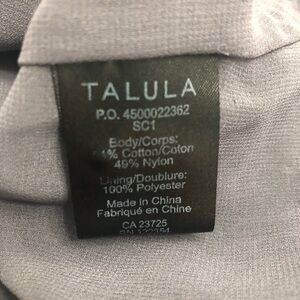 TALULA
P.O. 4500022362
SC1
Body/Corps:
51% Cotton/Coton
49% Nylon
Lining/Doublure:
100% Polyester
Made in China
Fabriqué en Chine
CA 23725